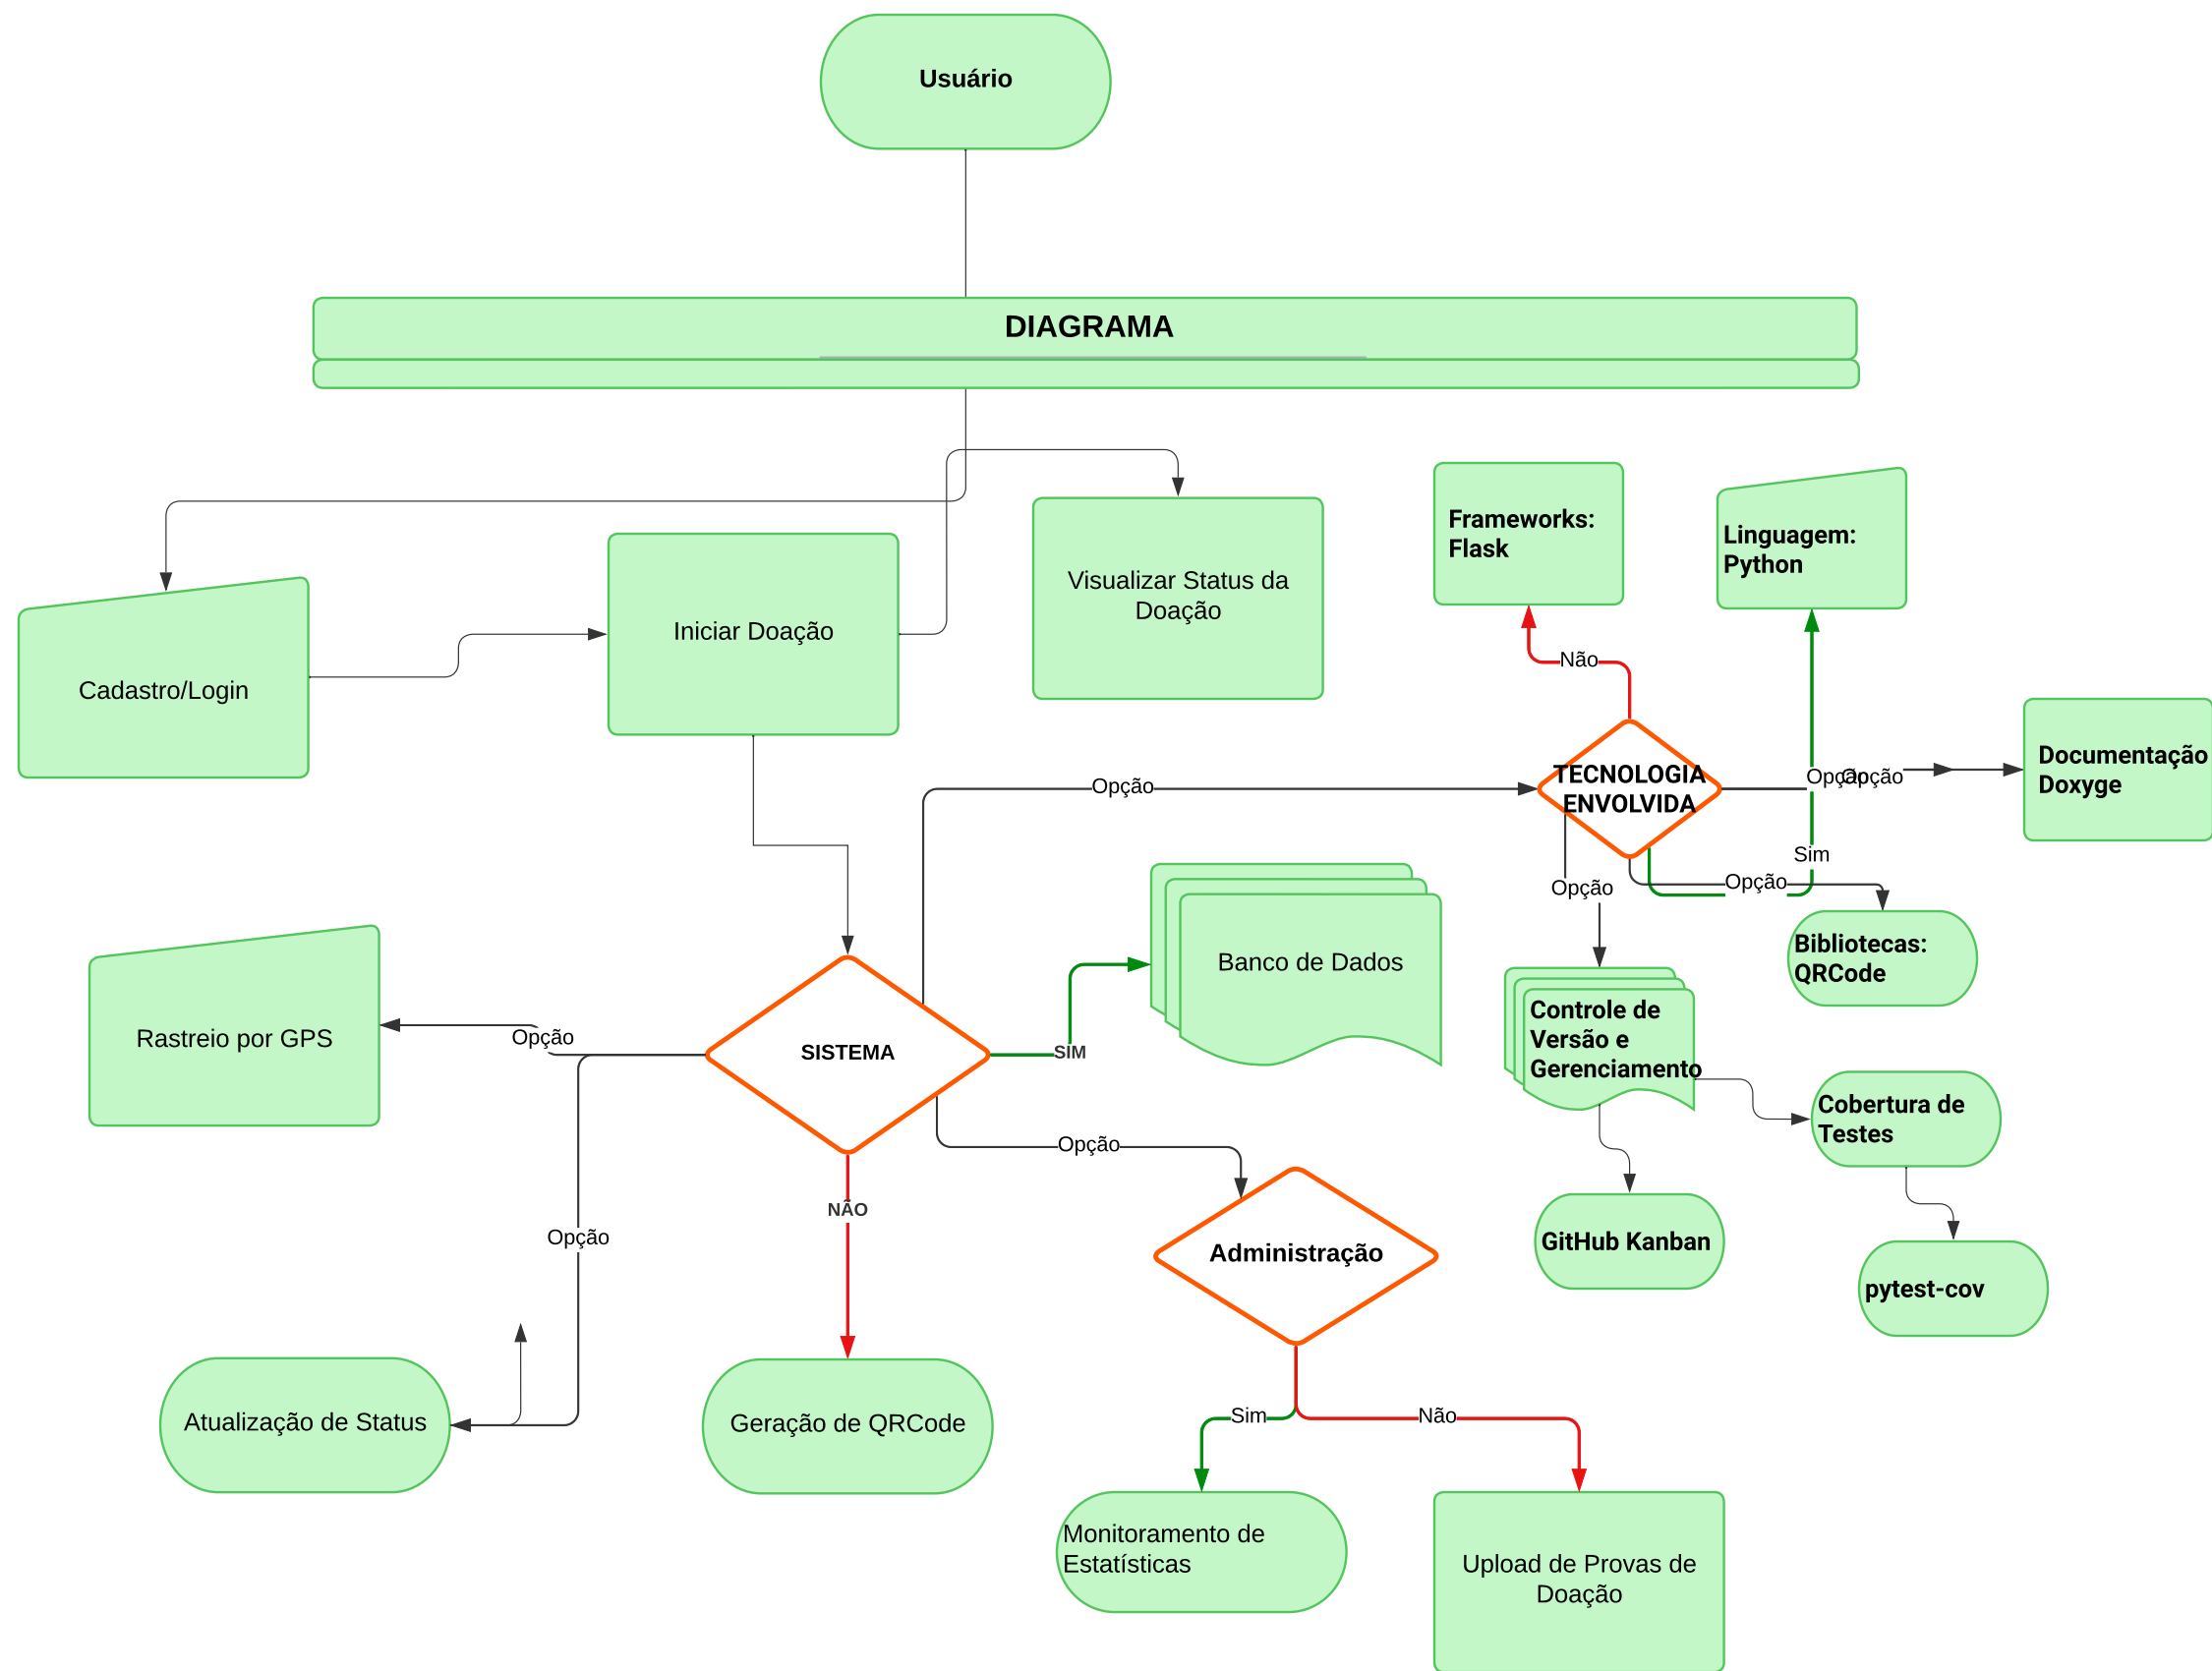 Usuário
DIAGRAMA
Frameworks:
Flask
Linguagem:
Python
Visualizar Status da
Doação
Iniciar Doação
Cadastro/Login
Não
TECNOLOGIA
ENVOLVIDA
Opção
Opção
Opção
Documentação
Doxyge
Sim
Opção
Opção
Bibliotecas:
QRCode
Banco de Dados
Controle de
Versão e
Gerenciamento
Rastreio por GPS
Opção
SISTEMA
SIM
Cobertura de
Testes
Opção
NÃO
Opção
Administração
GitHub Kanban
pytest-cov
Atualização de Status
Geração de QRCode
Sim
Não
Monitoramento de
Estatísticas
Upload de Provas de
Doação